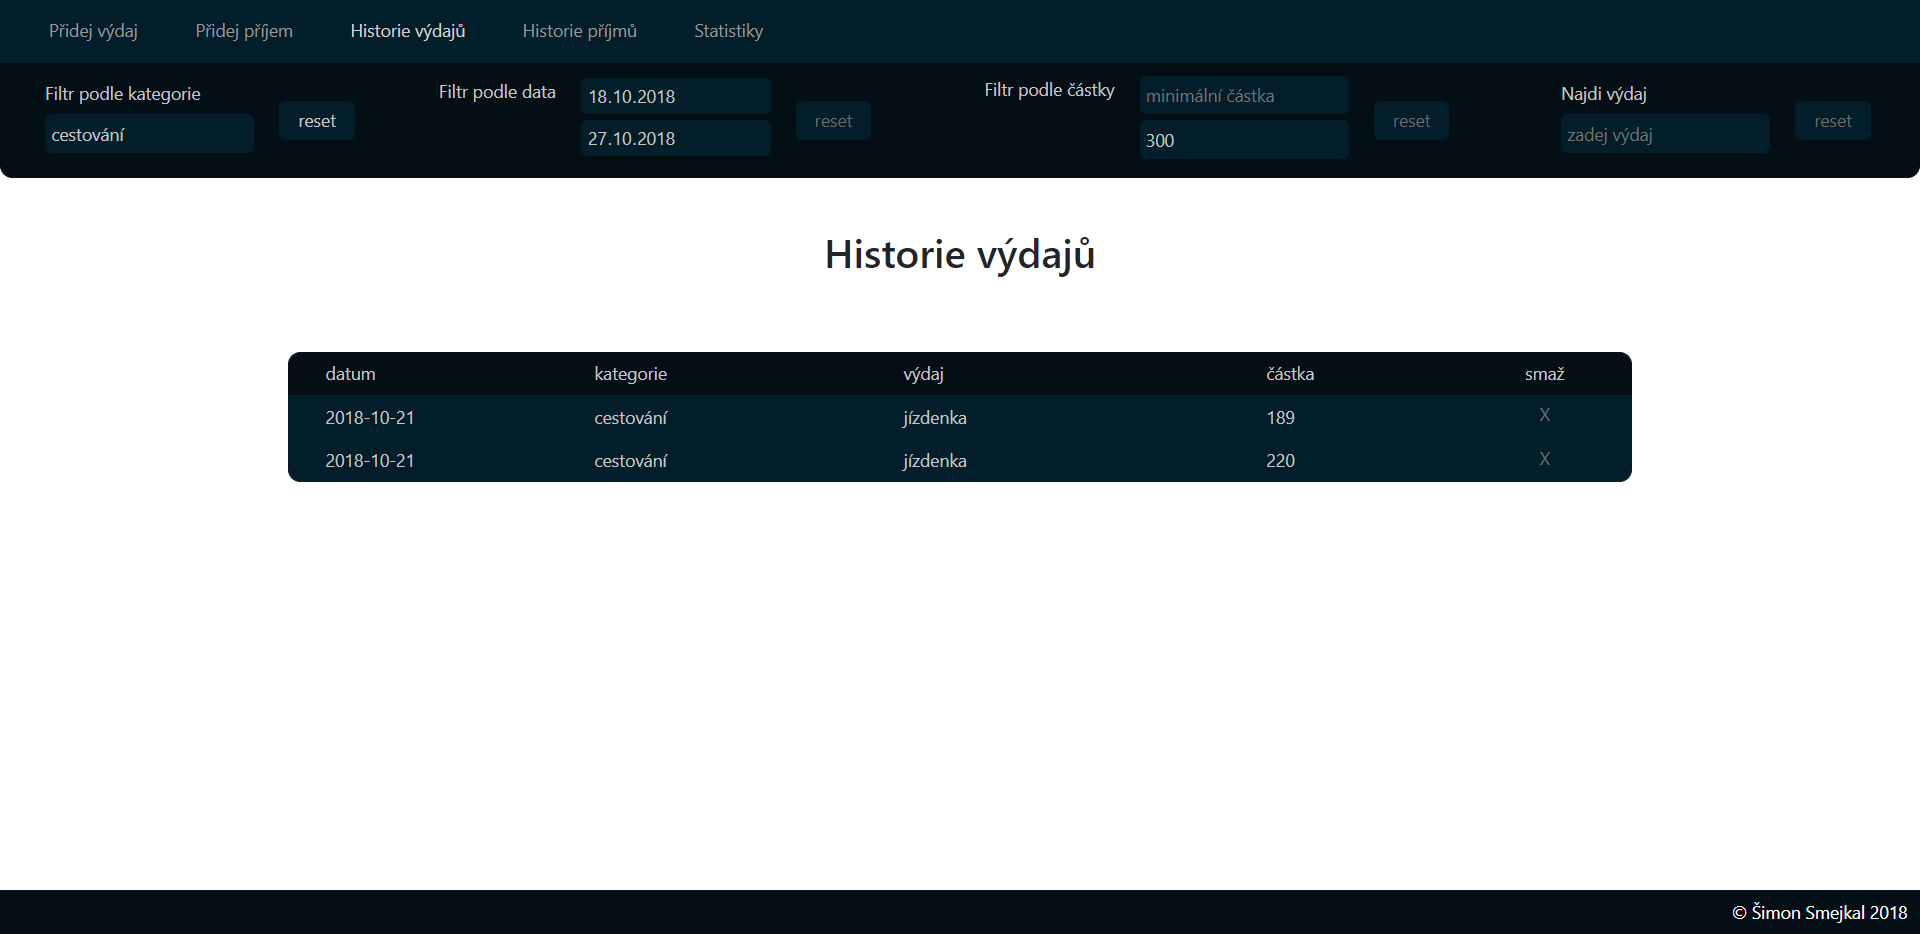 Přidej výdaj Přidej příjem Historie výdajů Historie příjmů Statistiky
Filtr podle kategorie
cestování
reset
Filtr podle data
18.10.2018
27.10.2018
reset
Filtr podle částky
minimální částka
300
reset
Najdi výdaj
zadej výdaj
reset
Historie výdajů
datum kategorie výdaj částka smaž
2018-10-21 cestování jízdenka 189 X
2018-10-21 cestování jízdenka 220 X
© Šimon Smejkal 2018